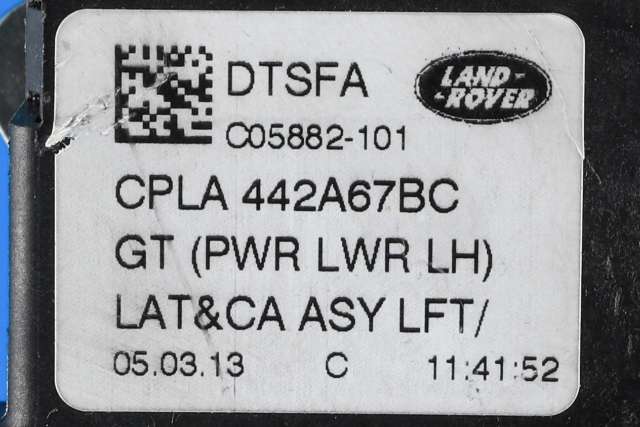 DTSFA
LAND-
-ROVER
C05882-101
CPLA 442A67BC
GT (PWR LWR LH)
LAT&CA ASY LFT/
05.03.13 C 11:41:52